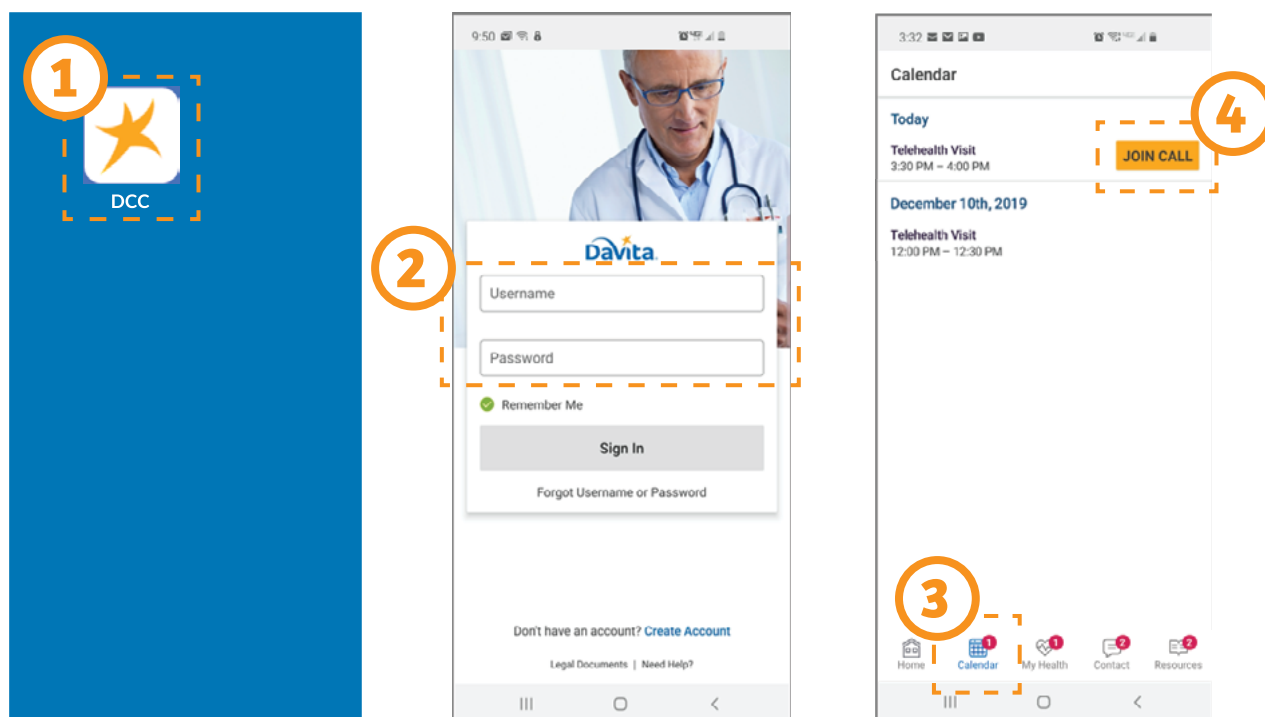 1
DCC
9:50
2
DaVita
Username
Password
Remember Me
Sign In
Forgot Username or Password
Don't have an account? Create Account
Legal Documents | Need Help?
3:32
Calendar
4
Today
Telehealth Visit
3:30 PM – 4:00 PM
JOIN CALL
December 10th, 2019
Telehealth Visit
12:00 PM – 12:30 PM
3
1 1 2 2
Home Calendar My Health Contact Resources